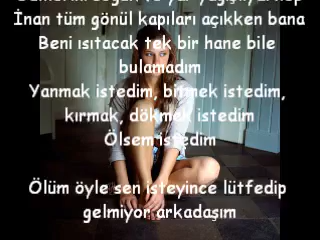 İnan tüm gönül kapıları açıkken bana
Beni ısıtacak tek bir hane bile
bulamadım
Yanmak istedim, bitmek istedim,
kırmak, dökmek istedim
Ölsem istedim
Ölüm öyle sen isteyince lütfedip
gelmiyor arkadaşım